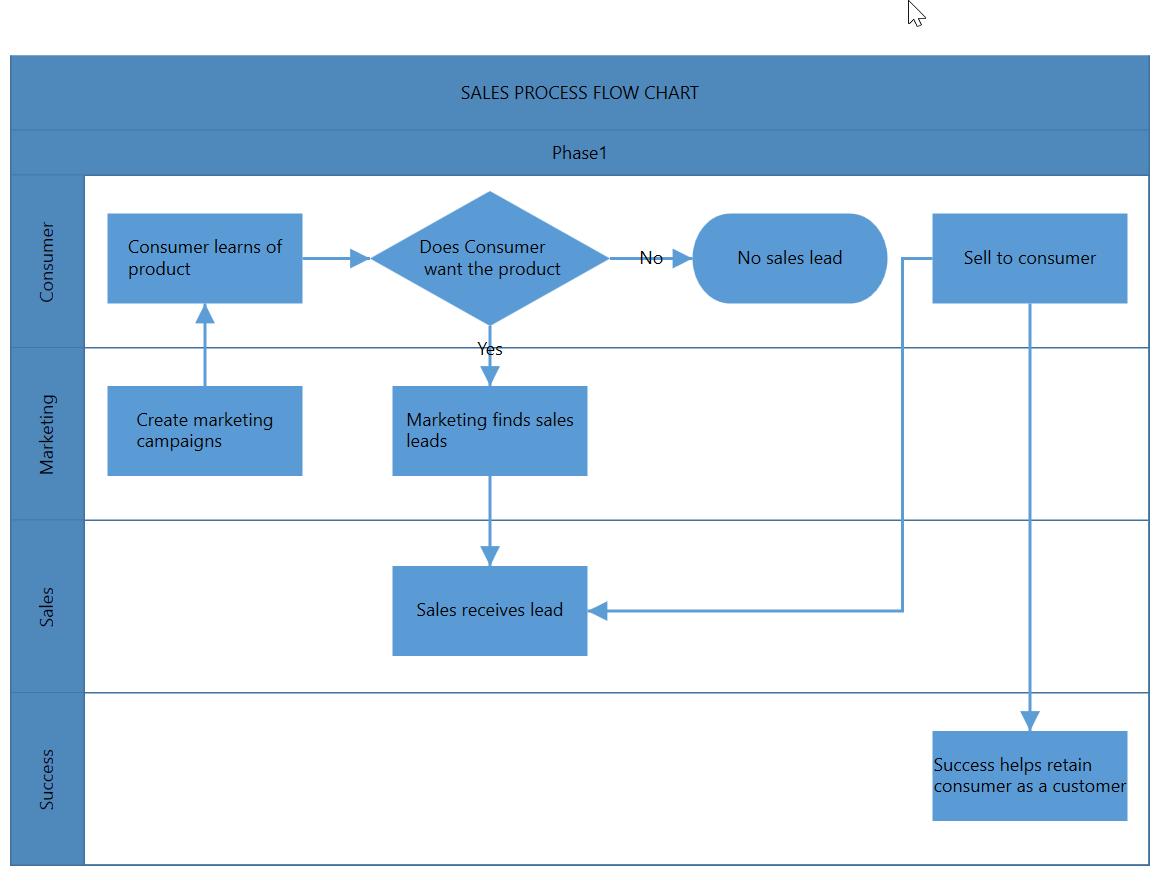 SALES PROCESS FLOW CHART
Phase1
Consumer
Consumer learns of
product
Does Consumer
want the product
No
No sales lead
Sell to consumer
Yes
Marketing
Create marketing
campaigns
Marketing finds sales
leads
Sales
Sales receives lead
Success
Success helps retain
consumer as a customer